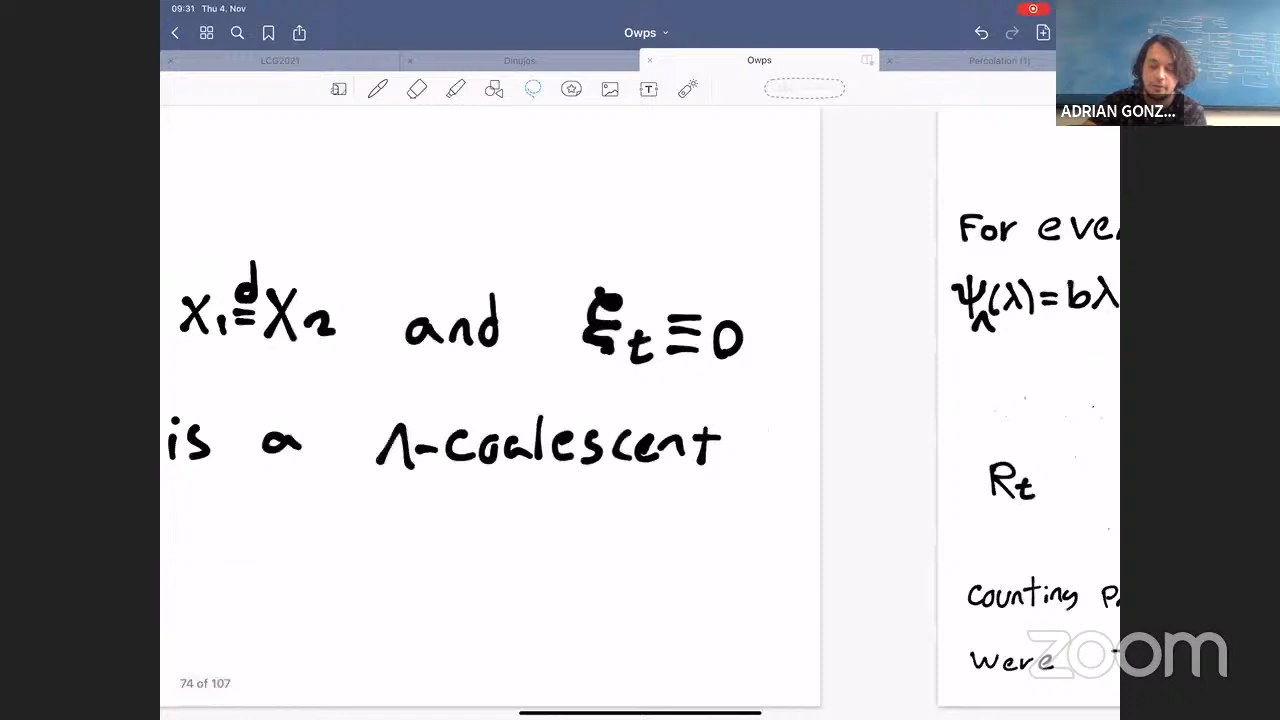 09:31 Thu 4. Nov
Owps
LCG2021
Dinujos
Owps
Percolation (1)
ADRIAN GONZ...
X₁ =ᵈ X₂ and ξₜ ≡ 0
is a Λ-coalescent
74 of 107
For eve
Ψ_Λ(λ) = bλ
Rₜ
Counting p
were
zoom